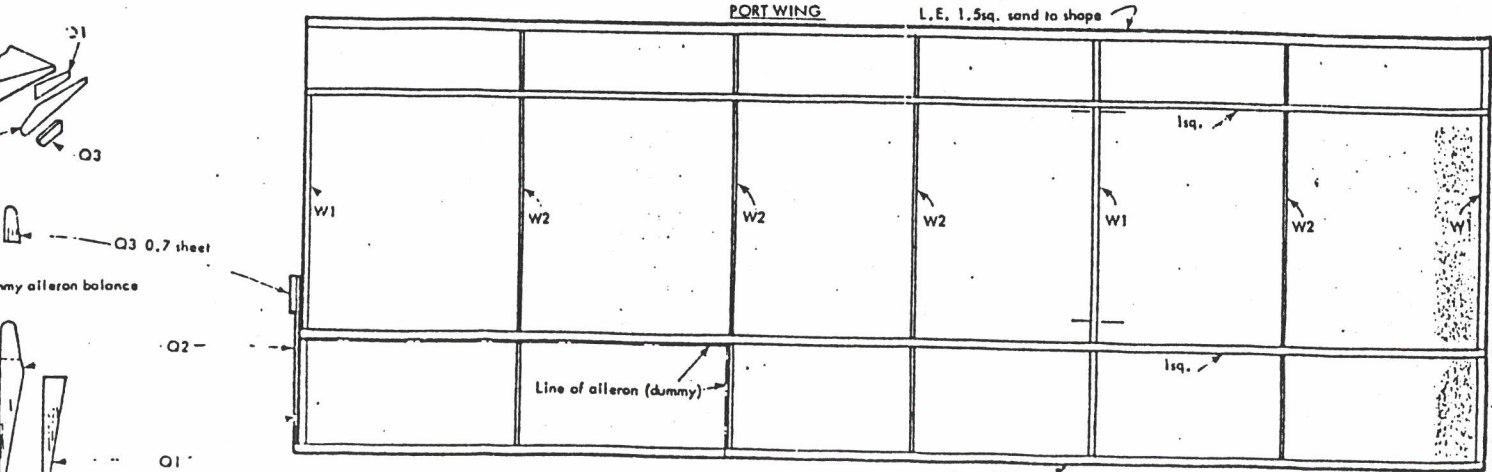 PORT WING
L.E. 1.5sq. sand to shape
Q1
Q3
1sq.
W1
W2
W2
W2
W1
W2
W1
Q3 0.7 sheet
aileron balance
Q2
1sq.
Line of aileron (dummy)
Q1